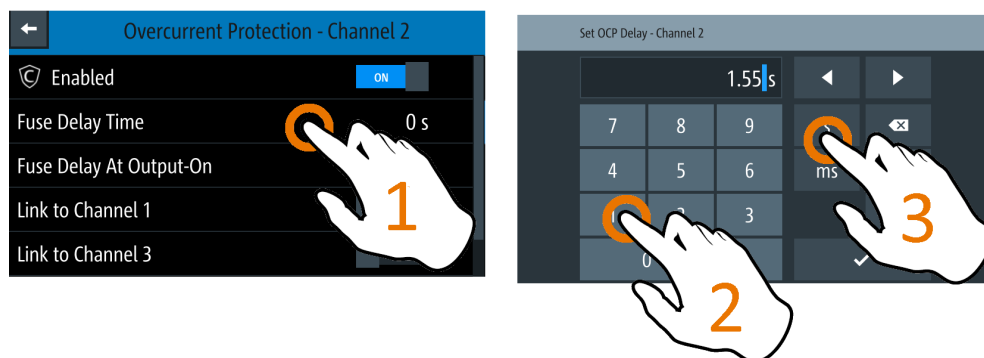 Overcurrent Protection - Channel 2
Enabled
ON
Fuse Delay Time
0 s
Fuse Delay At Output-On
Link to Channel 1
Link to Channel 3
1
Set OCP Delay - Channel 2
1.55 s
7 8 9
4 5 6 ms
3
0
2
3